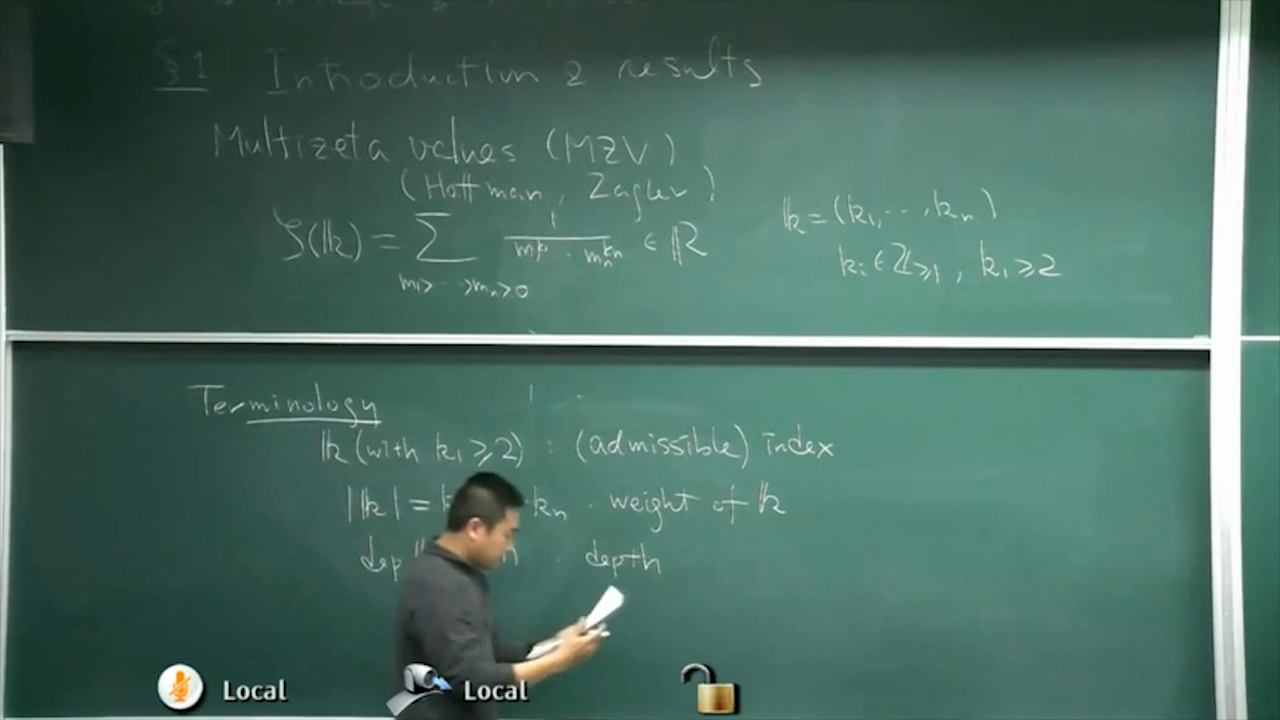 §1 Introduction & results
Multizeta values (MZV)
(Hoffman, Zagier)
ζ(𝕜) = ∑_{m₁>⋯>mₙ>0} 1/(m₁^{k₁}⋯mₙ^{kₙ}) ∈ ℝ
𝕜 = (k₁,⋯,kₙ)
kᵢ ∈ ℤ≥1, k₁ ≥ 2
Terminology
𝕜 (with k₁ ≥ 2) : (admissible) index
|𝕜| = kₙ : weight of 𝕜
dep n : depth
Local Local